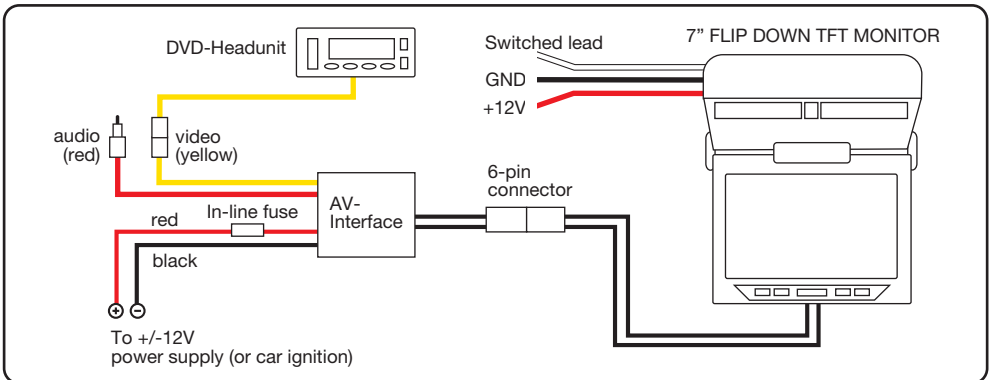 DVD-Headunit
Switched lead
7” FLIP DOWN TFT MONITOR
GND
+12V
audio
(red)
video
(yellow)
6-pin
connector
AV-
Interface
red
In-line fuse
black
To +/-12V
power supply (or car ignition)